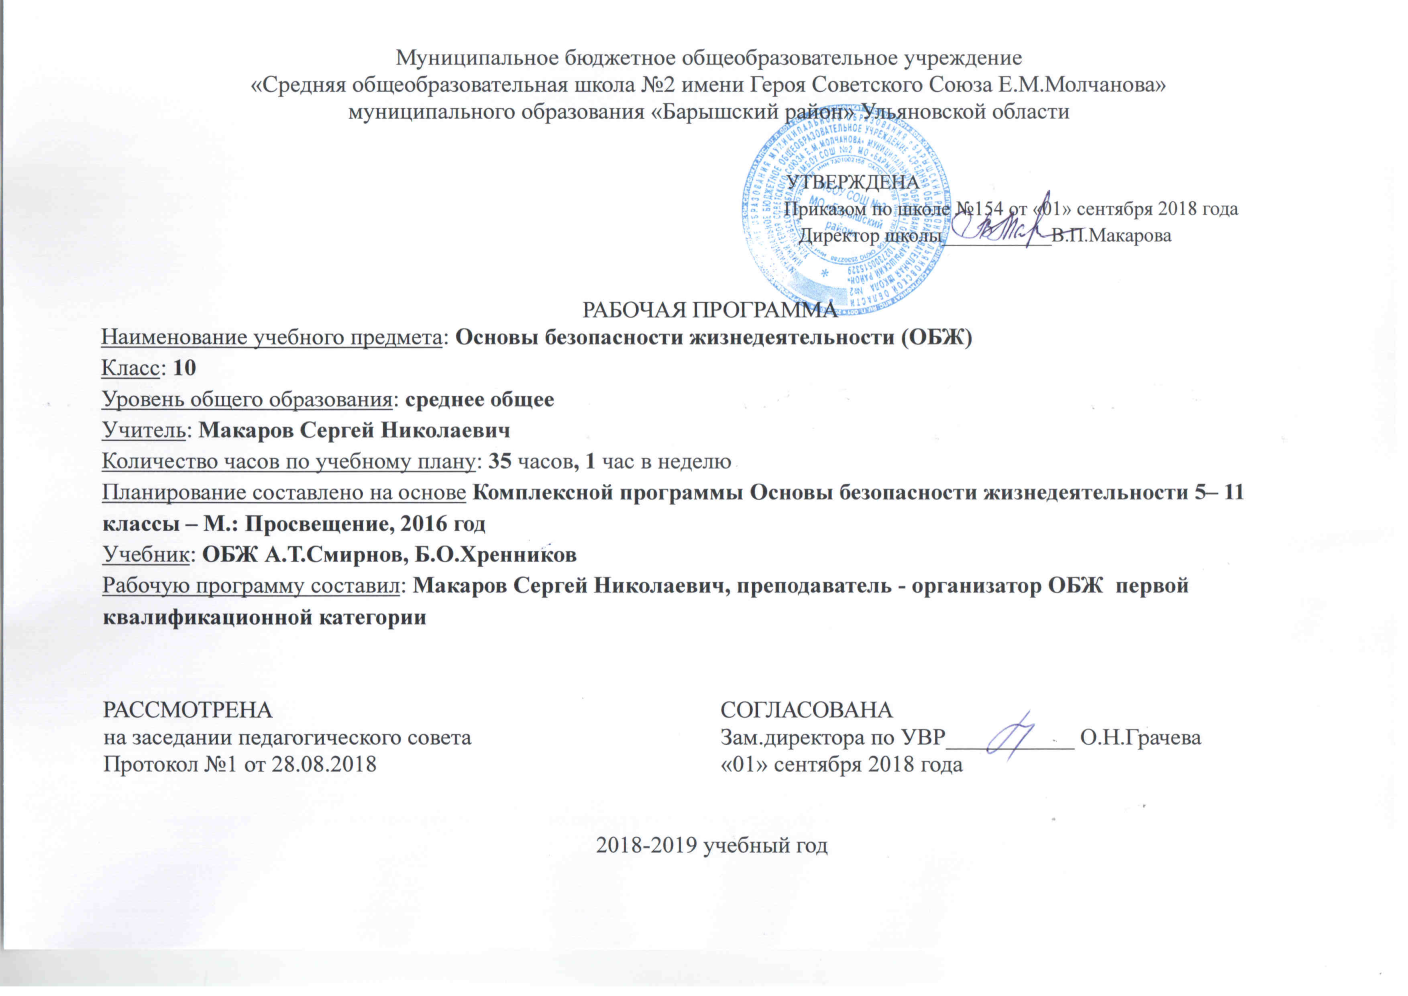 Муниципальное бюджетное общеобразовательное учреждение
«Средняя общеобразовательная школа №2 имени Героя Советского Союза Е.М.Молчанова»
муниципального образования «Барышский район» Ульяновской области
УТВЕРЖДЕНА
Приказом по школе №154 от «01» сентября 2018 года
Директор школы____________В.П.Макарова
РАБОЧАЯ ПРОГРАММА
Наименование учебного предмета: Основы безопасности жизнедеятельности (ОБЖ)
Класс: 10
Уровень общего образования: среднее общее
Учитель: Макаров Сергей Николаевич
Количество часов по учебному плану: 35 часов, 1 час в неделю
Планирование составлено на основе Комплексной программы Основы безопасности жизнедеятельности 5– 11
классы – М.: Просвещение, 2016 год
Учебник: ОБЖ А.Т.Смирнов, Б.О.Хренников
Рабочую программу составил: Макаров Сергей Николаевич, преподаватель - организатор ОБЖ  первой
квалификационной категории
РАССМОТРЕНА
на заседании педагогического совета
Протокол №1 от 28.08.2018
СОГЛАСОВАНА
Зам.директора по УВР____________ О.Н.Грачева
«01» сентября 2018 года
2018-2019 учебный год